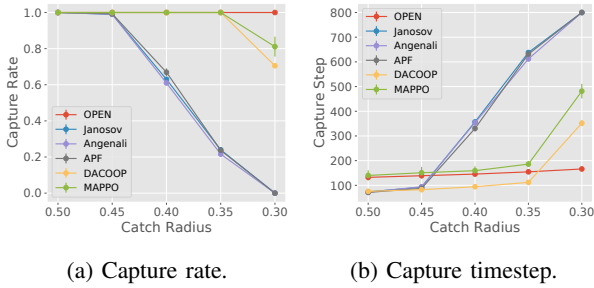 1.0
0.8
0.6
0.4
0.2
0.0
Capture Rate
OPEN
Janosov
Angenali
APF
DACOOP
MAPPO
0.50 0.45 0.40 0.35 0.30
Catch Radius
(a) Capture rate.
800
700
600
500
400
300
200
100
Capture Step
OPEN
Janosov
Angenali
APF
DACOOP
MAPPO
0.50 0.45 0.40 0.35 0.30
Catch Radius
(b) Capture timestep.